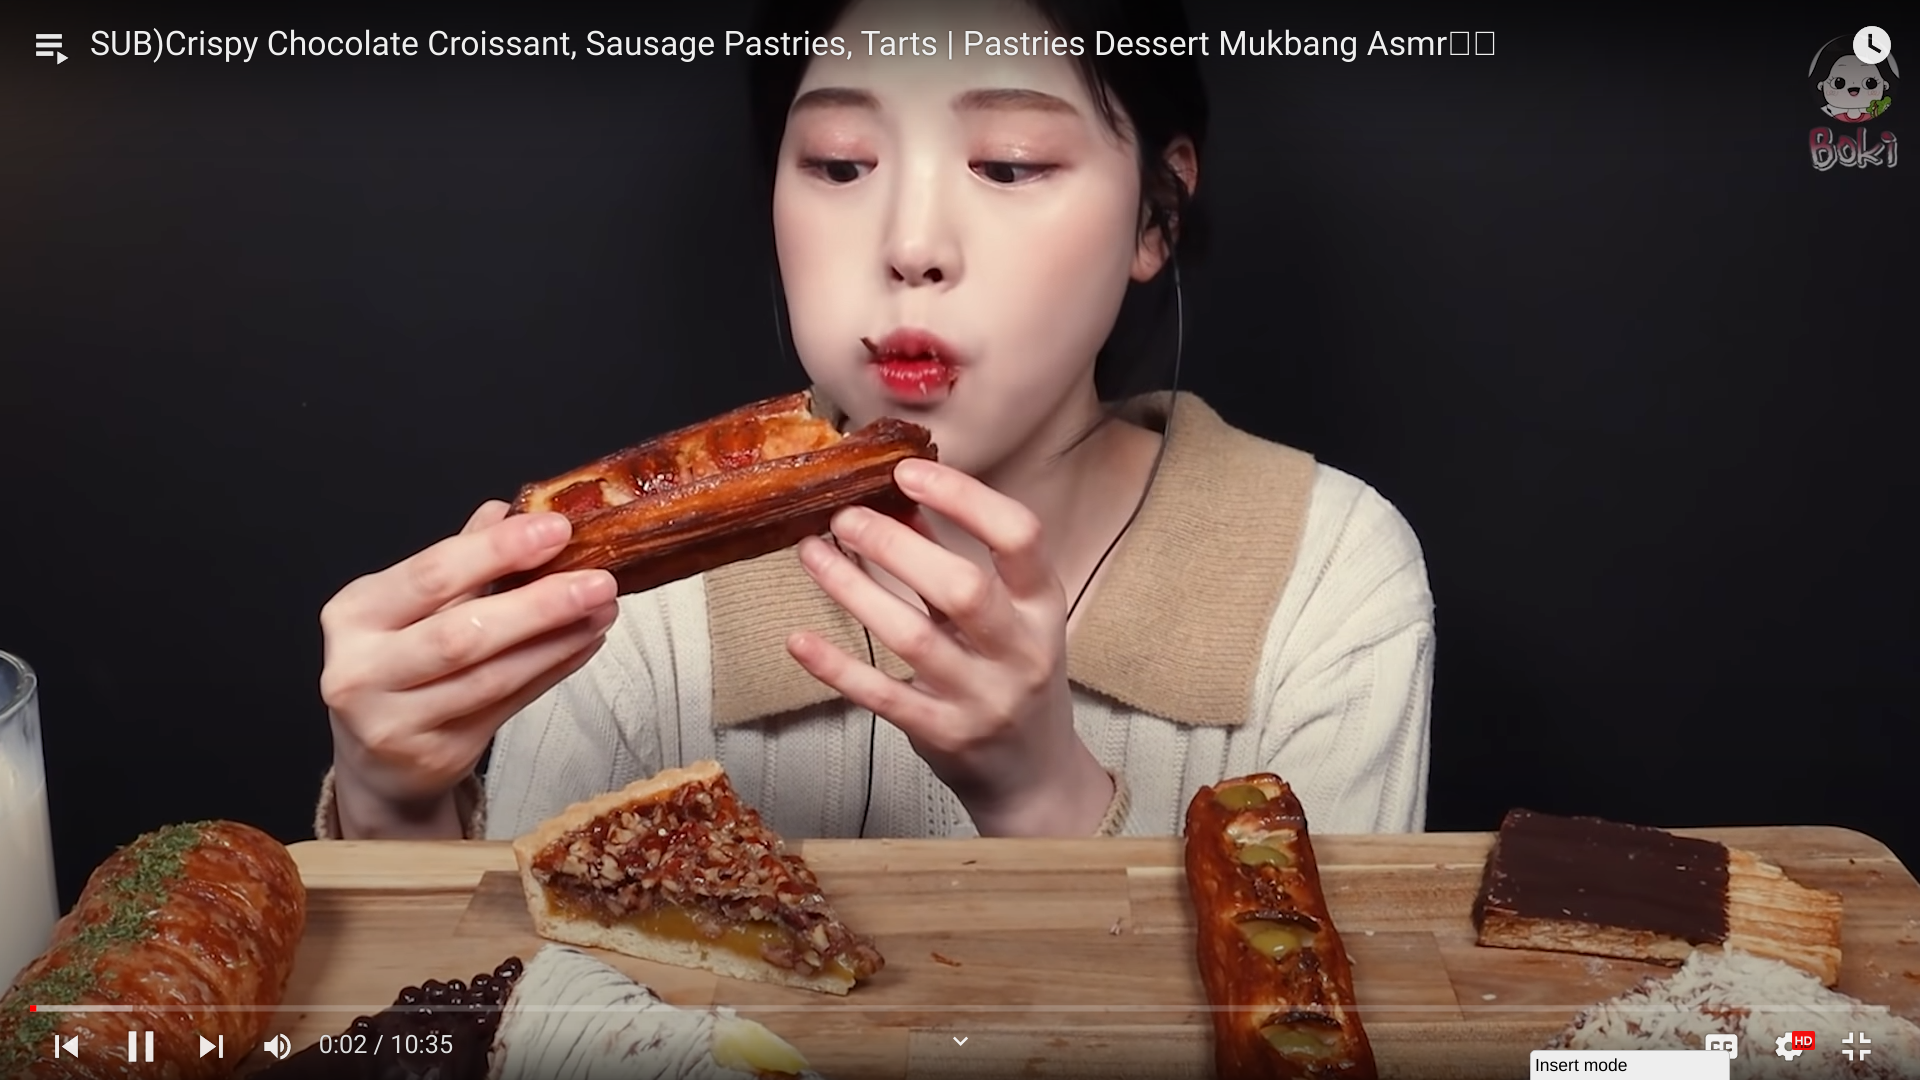 SUB)Crispy Chocolate Croissant, Sausage Pastries, Tarts | Pastries Dessert Mukbang Asmr
Boki
0:02 / 10:35
CC
HD
Insert mode